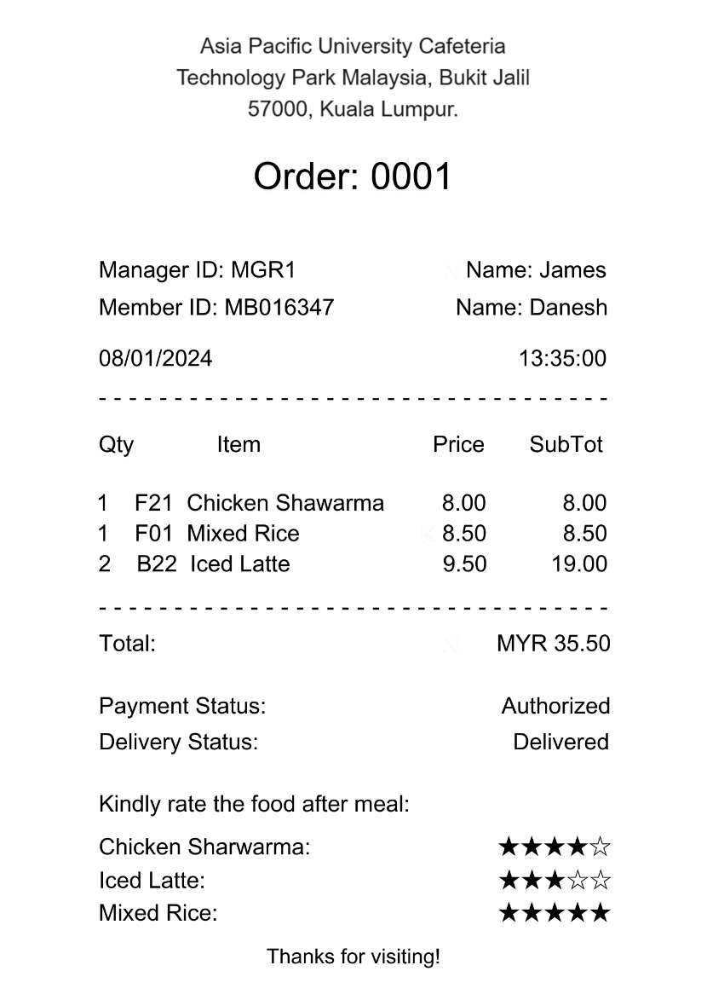 Asia Pacific University Cafeteria
Technology Park Malaysia, Bukit Jalil
57000, Kuala Lumpur.
Order: 0001
Manager ID: MGR1 Name: James
Member ID: MB016347 Name: Danesh
08/01/2024 13:35:00
- - - - - - - - - - - - - - - - - - - - - - - - - - - - - - - - - -
Qty Item Price SubTot
1 F21 Chicken Shawarma 8.00 8.00
1 F01 Mixed Rice 8.50 8.50
2 B22 Iced Latte 9.50 19.00
- - - - - - - - - - - - - - - - - - - - - - - - - - - - - - - - - -
Total: MYR 35.50
Payment Status: Authorized
Delivery Status: Delivered
Kindly rate the food after meal:
Chicken Sharwarma: ★★★★☆
Iced Latte: ★★★☆☆
Mixed Rice: ★★★★★
Thanks for visiting!